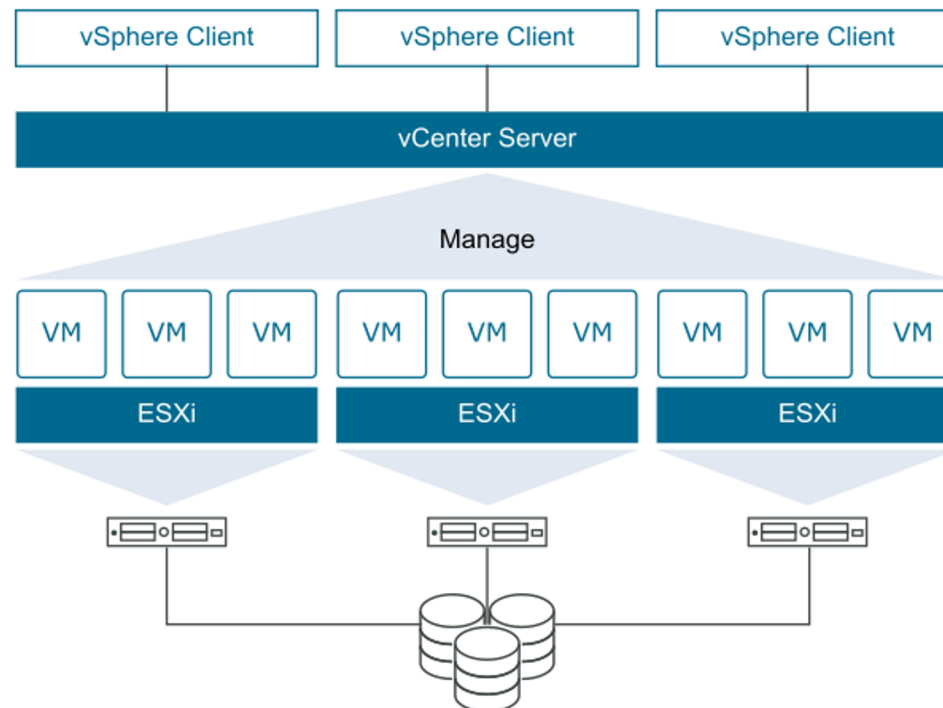 vSphere Client
vSphere Client
vSphere Client
vCenter Server
Manage
VM
VM
VM
VM
VM
VM
VM
VM
VM
ESXi
ESXi
ESXi